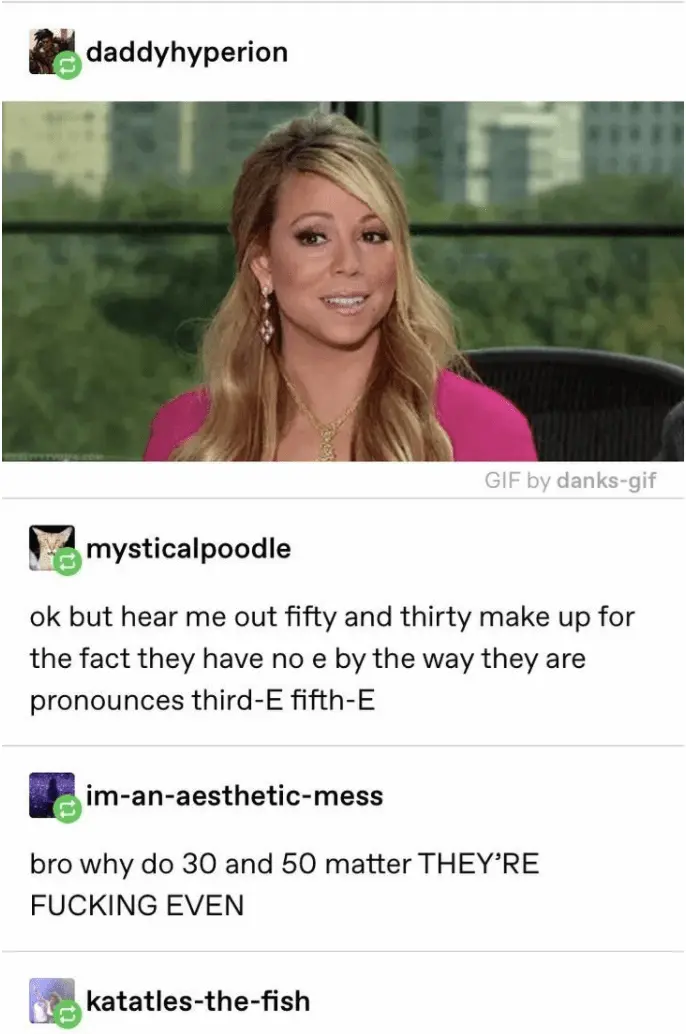 daddyhyperion
GIF by danks-gif
mysticalpoodle
ok but hear me out fifty and thirty make up for
the fact they have no e by the way they are
pronounces third-E fifth-E
im-an-aesthetic-mess
bro why do 30 and 50 matter THEY’RE
FUCKING EVEN
katatles-the-fish